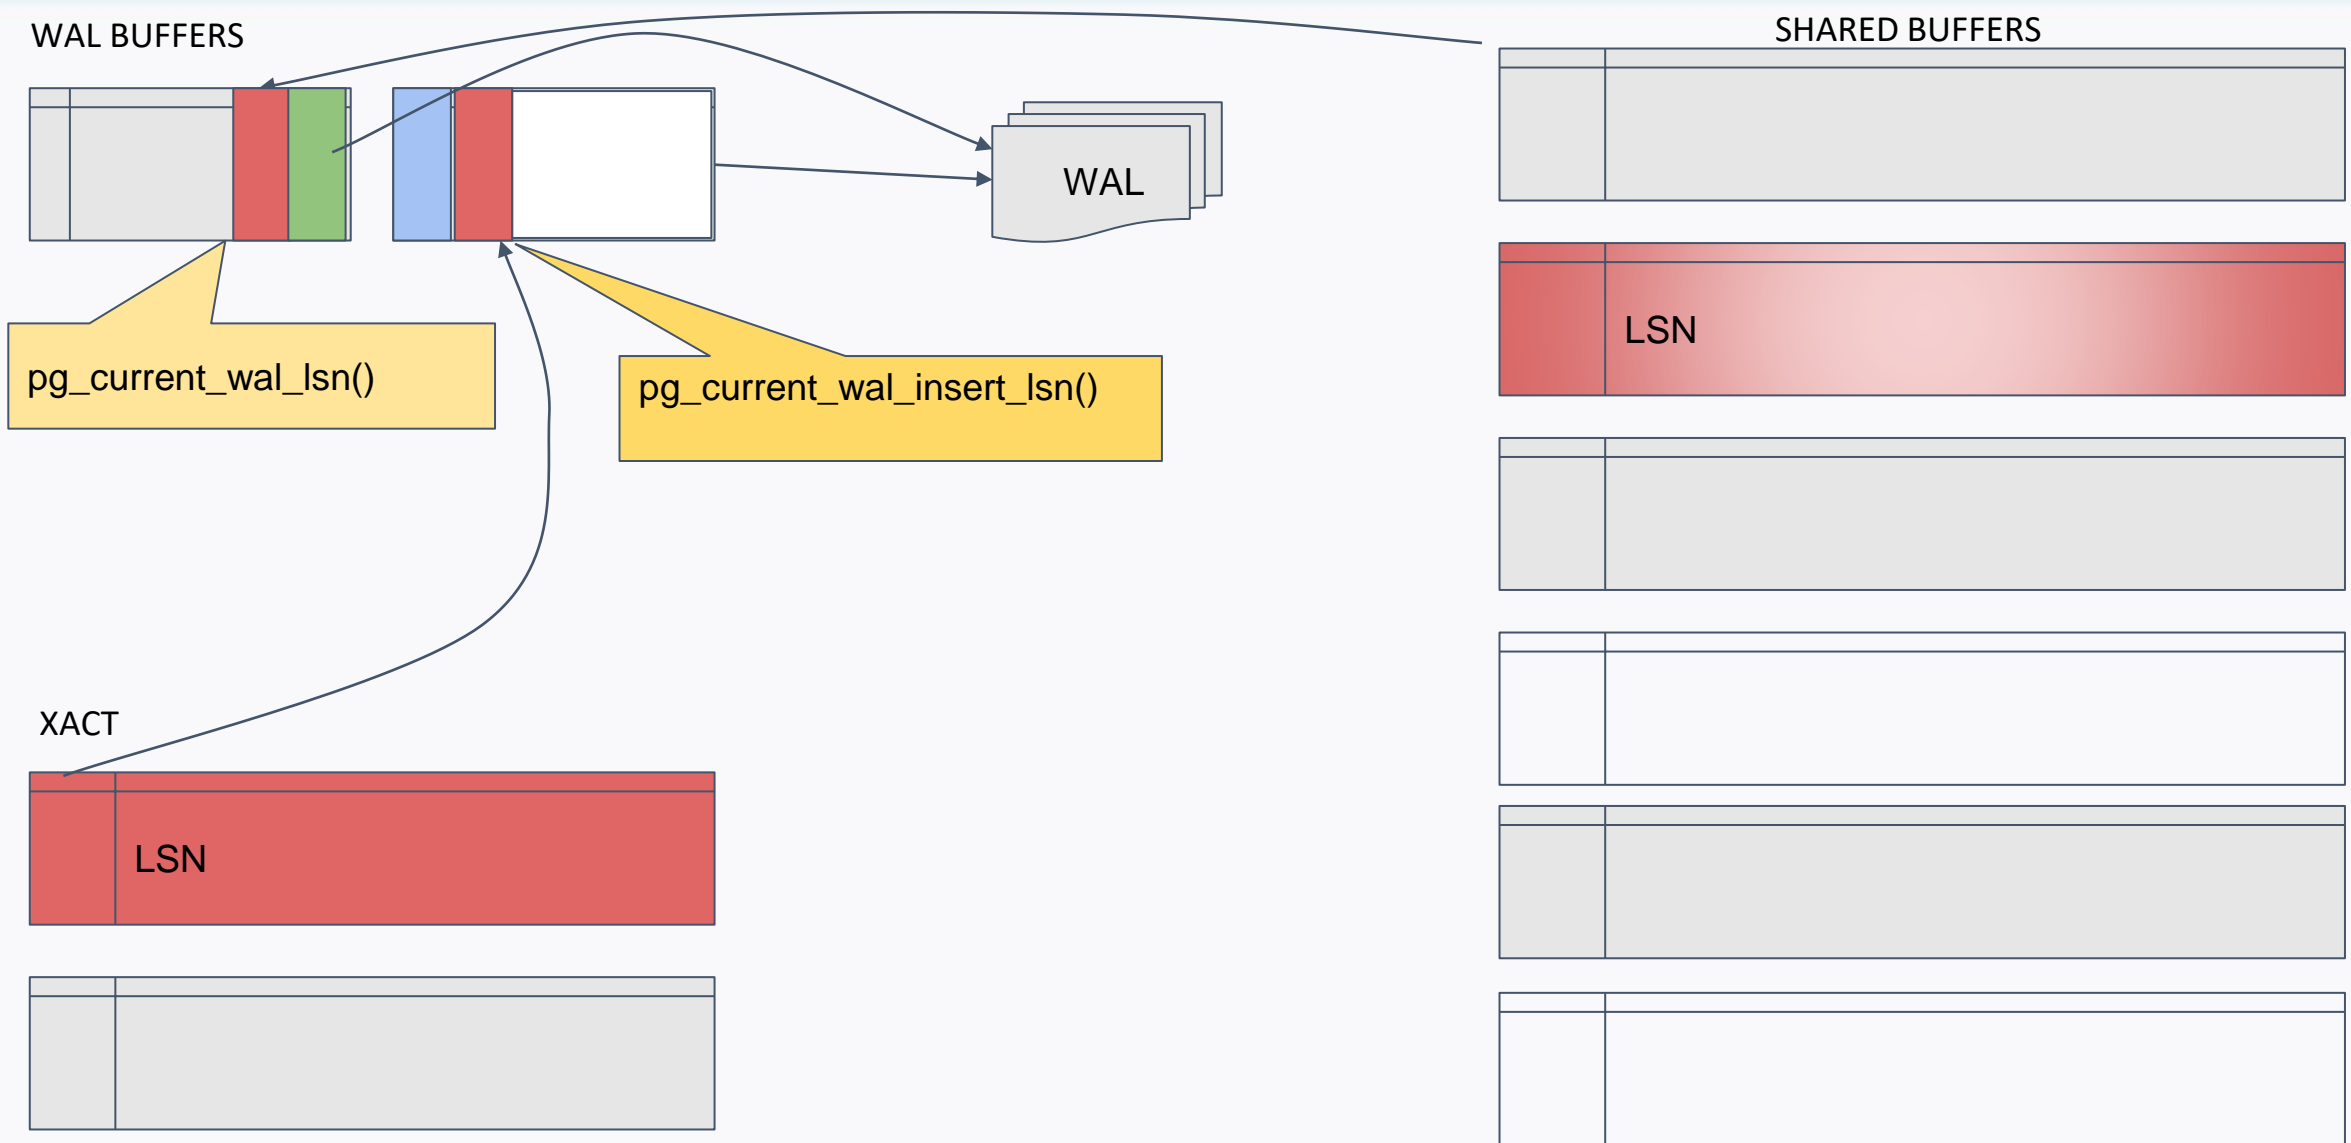 WAL BUFFERS
SHARED BUFFERS
WAL
LSN
pg_current_wal_lsn()
pg_current_wal_insert_lsn()
XACT
LSN